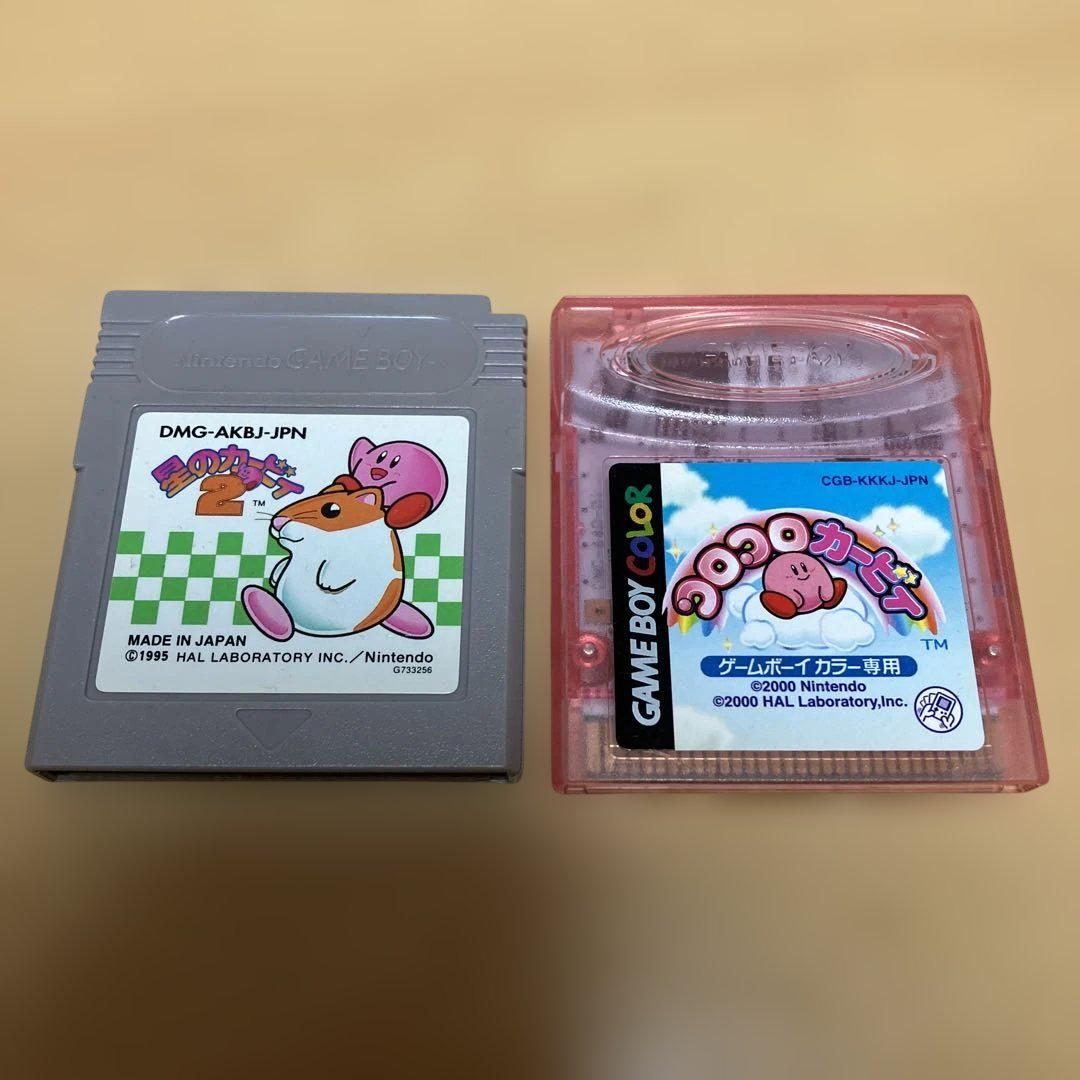 Nintendo GAME BOY
DMG-AKBJ-JPN
星のカービィ
2
TM
MADE IN JAPAN
©1995 HAL LABORATORY INC./Nintendo
G733256
GAME BOY COLOR
CGB-KKKJ-JPN
コロコロカービィ
TM
ゲームボーイカラー専用
©2000 Nintendo
©2000 HAL Laboratory,Inc.